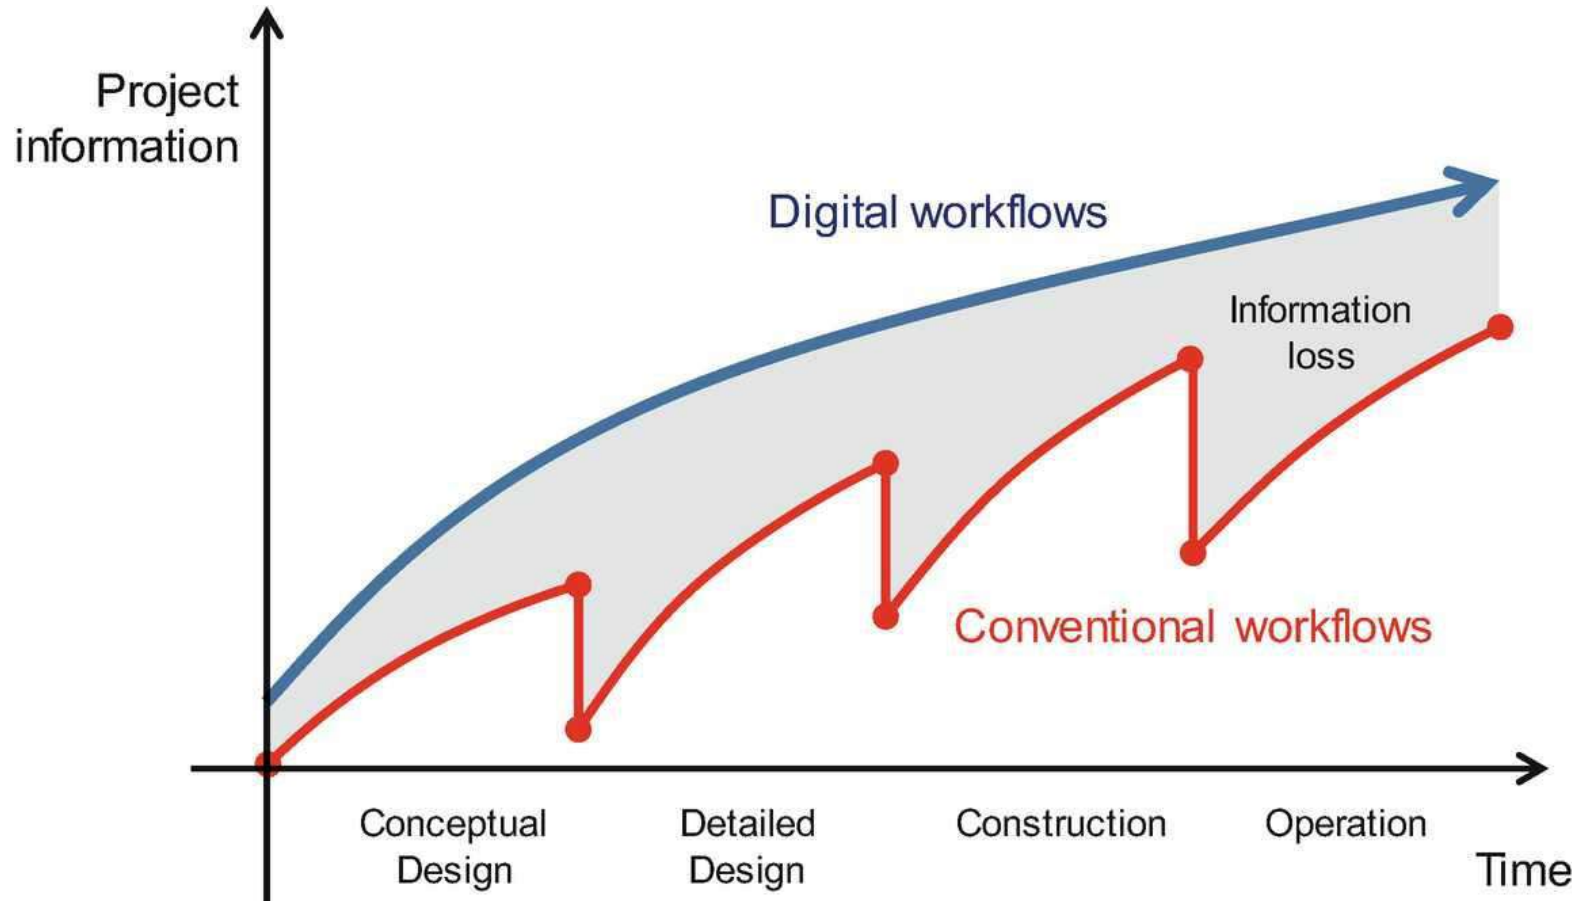 Project
information
Digital workflows
Information
loss
Conventional workflows
Conceptual
Design
Detailed
Design
Construction
Operation
Time